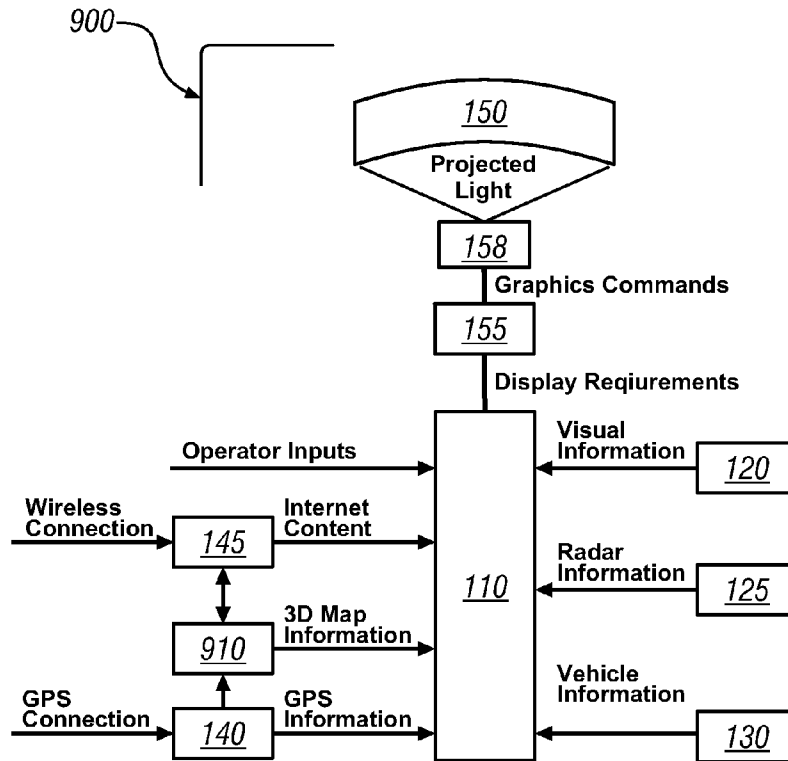 900
150
Projected
Light
158
Graphics Commands
155
Display Reqiurements
Operator Inputs
Visual
Information
120
Wireless
Connection
145
Internet
Content
110
Radar
Information
125
910
3D Map
Information
GPS
Connection
140
GPS
Information
Vehicle
Information
130